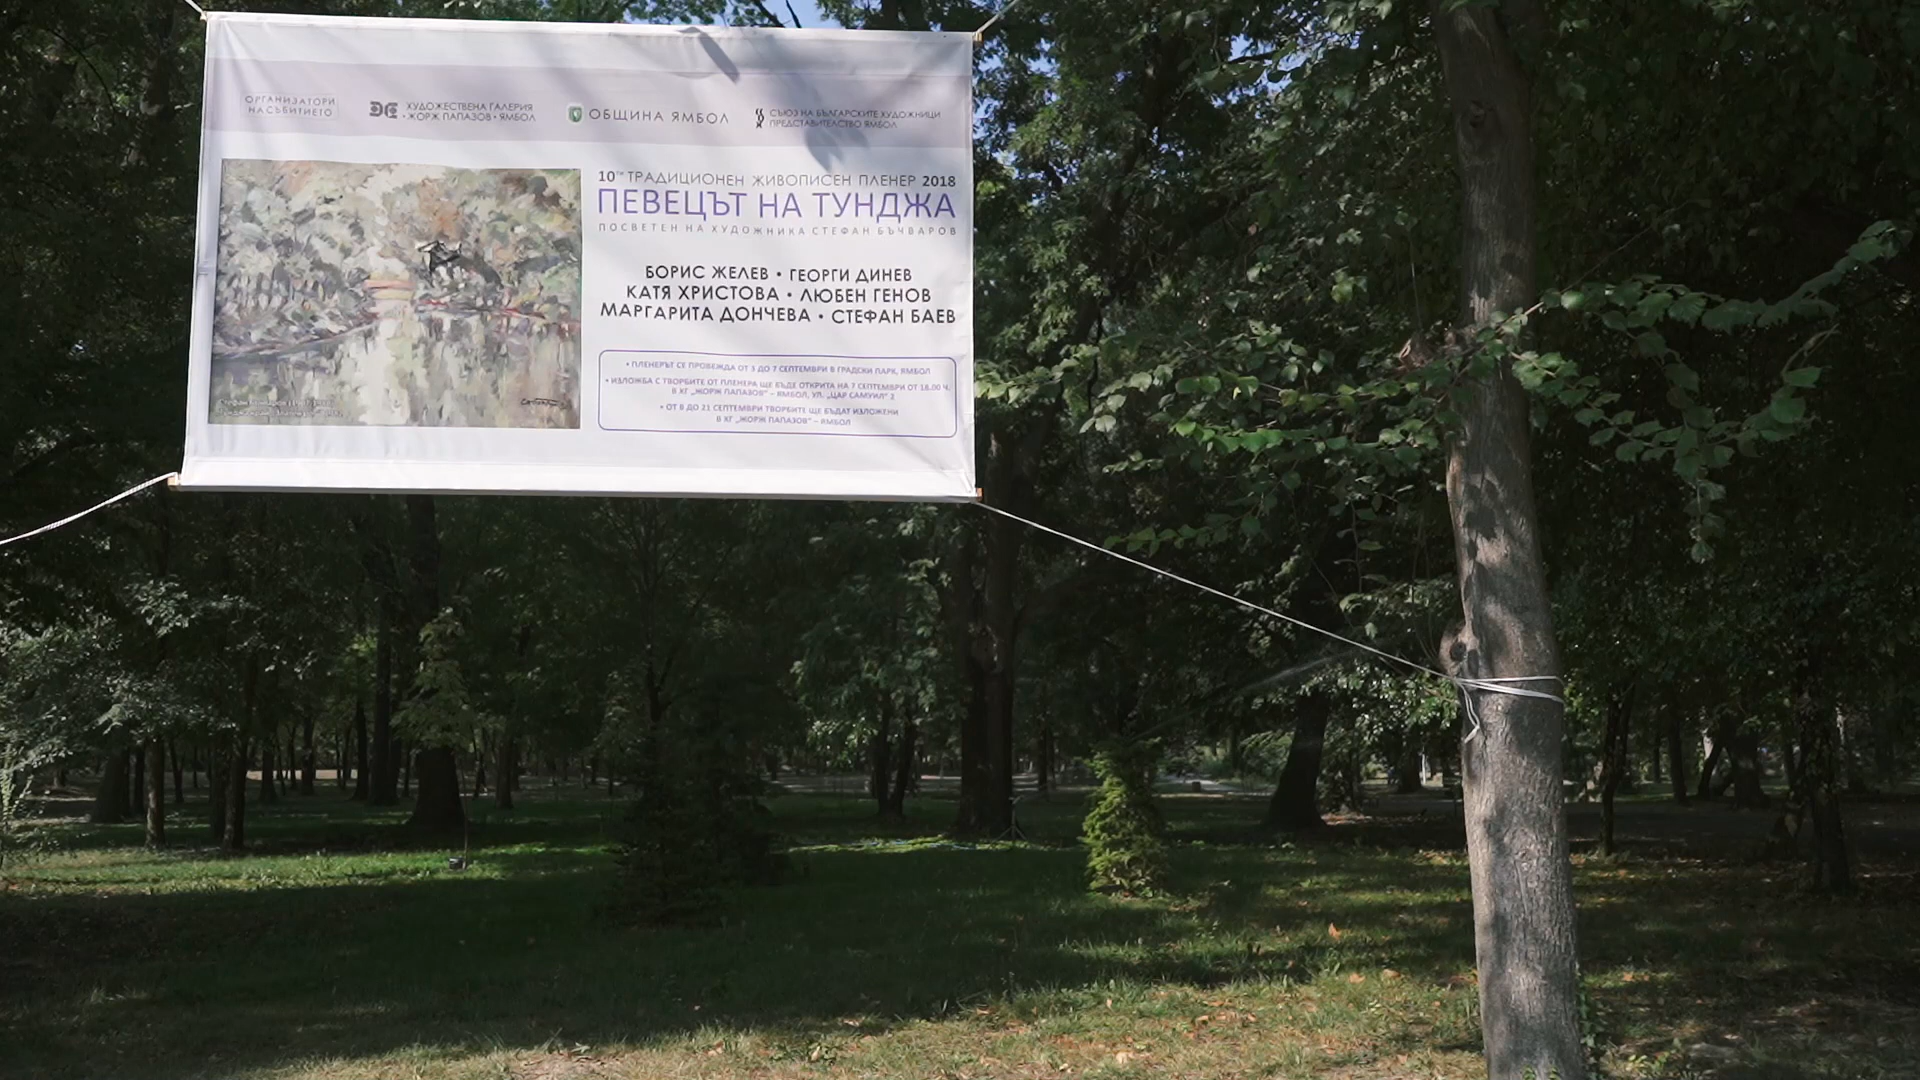 ОРГАНИЗАТОРИ
НА СЪБИТИЕТО
ХУДОЖЕСТВЕНА ГАЛЕРИЯ
• ЖОРЖ ПАПАЗОВ • ЯМБОЛ
ОБЩИНА ЯМБОЛ
СЪЮЗ НА БЪЛГАРСКИТЕ ХУДОЖНИЦИ
ПРЕДСТАВИТЕЛСТВО ЯМБОЛ
10ТИ ТРАДИЦИОНЕН ЖИВОПИСЕН ПЛЕНЕР 2018
ПЕВЕЦЪТ НА ТУНДЖА
ПОСВЕТЕН НА ХУДОЖНИКА СТЕФАН БЪЧВАРОВ
БОРИС ЖЕЛЕВ • ГЕОРГИ ДИНЕВ
КАТЯ ХРИСТОВА • ЛЮБЕН ГЕНОВ
МАРГАРИТА ДОНЧЕВА • СТЕФАН БАЕВ
• ПЛЕНЕРЪТ СЕ ПРОВЕЖДА ОТ 3 ДО 7 СЕПТЕМВРИ В ГРАДСКИ ПАРК, ЯМБОЛ
• ИЗЛОЖБА С ТВОРБИТЕ ОТ ПЛЕНЕРА ЩЕ БЪДЕ ОТКРИТА НА 7 СЕПТЕМВРИ ОТ 18.00 Ч.
В ХГ „ЖОРЖ ПАПАЗОВ" – ЯМБОЛ, УЛ. „ЦАР САМУИЛ" 2
• ОТ 8 ДО 21 СЕПТЕМВРИ ТВОРБИТЕ ЩЕ БЪДАТ ИЗЛОЖЕНИ
В ХГ „ЖОРЖ ПАПАЗОВ" – ЯМБОЛ